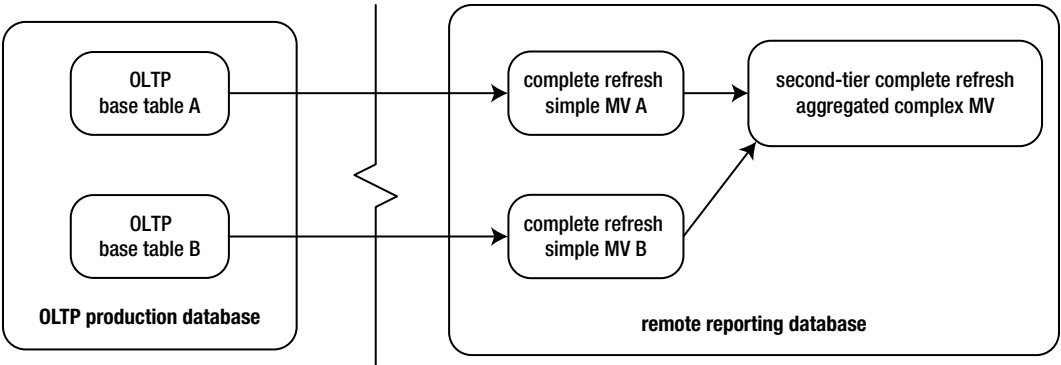 OLTP
base table A
complete refresh
simple MV A
second-tier complete refresh
aggregated complex MV
OLTP
base table B
complete refresh
simple MV B
OLTP production database
remote reporting database